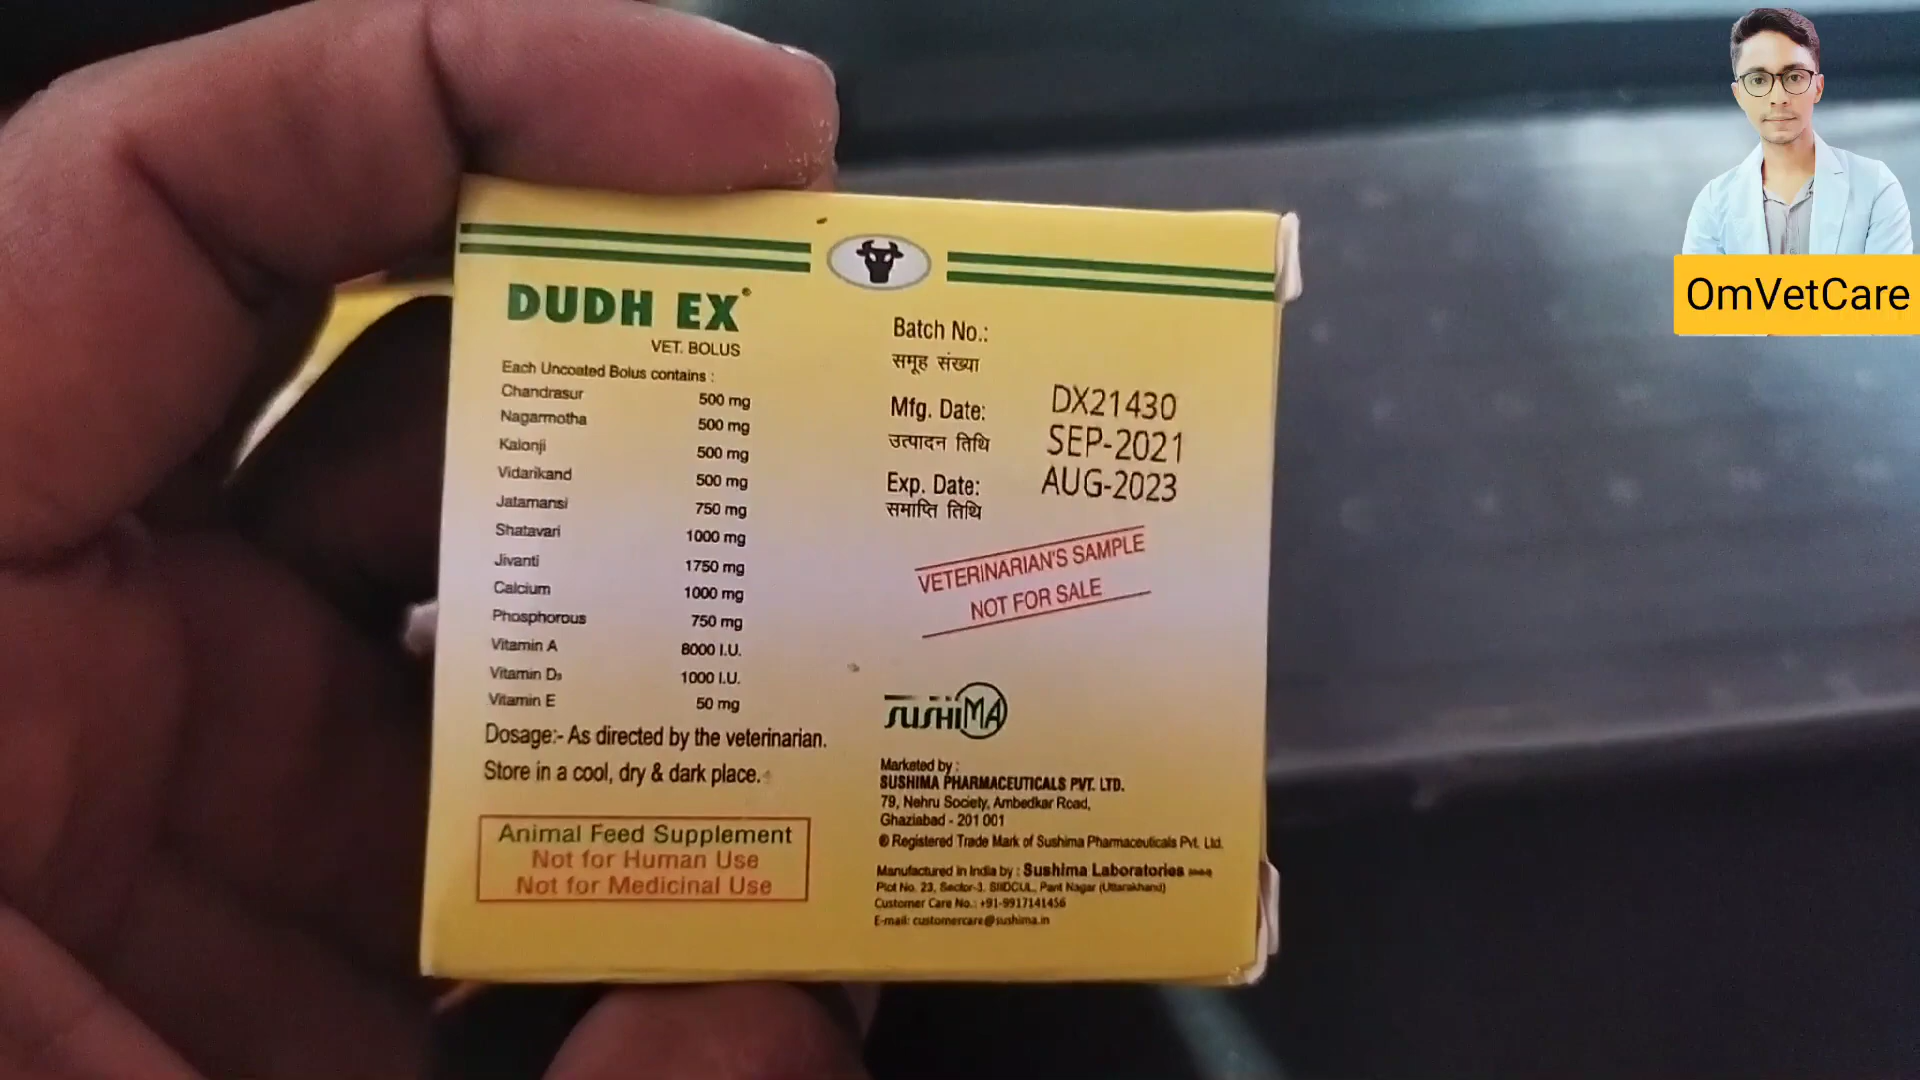 OmVetCare
DUDH EX®
VET. BOLUS
Each Uncoated Bolus contains :
Chandrasur 500 mg
Nagarmotha 500 mg
Kalonji 500 mg
Vidarikand 500 mg
Jatamansi 750 mg
Shatavari 1000 mg
Jivanti 1750 mg
Calcium 1000 mg
Phosphorous 750 mg
Vitamin A 8000 I.U.
Vitamin D₃ 1000 I.U.
Vitamin E 50 mg
Dosage:- As directed by the veterinarian.
Store in a cool, dry & dark place.
Animal Feed Supplement
Not for Human Use
Not for Medicinal Use
Batch No.:
समूह संख्या
DX21430
Mfg. Date:
उत्पादन तिथि
SEP-2021
Exp. Date:
समाप्ति तिथि
AUG-2023
VETERINARIAN'S SAMPLE
NOT FOR SALE
SUSHIMA
Marketed by :
SUSHIMA PHARMACEUTICALS PVT. LTD.
79, Nehru Society, Ambedkar Road,
Ghaziabad - 201 001
® Registered Trade Mark of Sushima Pharmaceuticals Pvt. Ltd.
Manufactured in India by : Sushima Laboratories
Plot No. 23, Sector-3, SIIDCUL, Pant Nagar (Uttarakhand)
Customer Care No.: +91-9917141456
E-mail: customercare@sushima.in